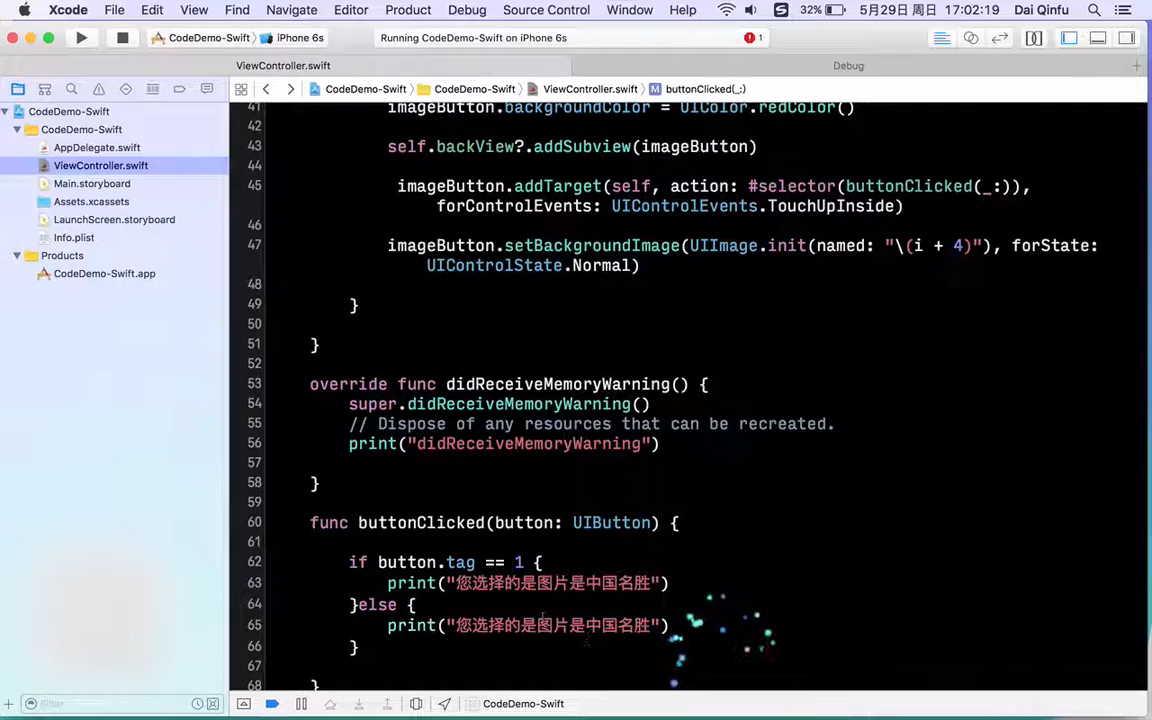 Xcode File Edit View Find Navigate Editor Product Debug Source Control Window Help 32% 5月29日 周日 17:02:19 Dai Qinfu
CodeDemo-Swift iPhone 6s Running CodeDemo-Swift on iPhone 6s 1
ViewController.swift Debug
CodeDemo-Swift CodeDemo-Swift ViewController.swift M buttonClicked(_:)
CodeDemo-Swift
CodeDemo-Swift
AppDelegate.swift
ViewController.swift
Main.storyboard
Assets.xcassets
LaunchScreen.storyboard
Info.plist
Products
CodeDemo-Swift.app
Filter
41 imageButton.backgroundColor = UIColor.redColor()
42
43 self.backView?.addSubview(imageButton)
44
45 imageButton.addTarget(self, action: #selector(buttonClicked(_:)),
forControlEvents: UIControlEvents.TouchUpInside)
46
47 imageButton.setBackgroundImage(UIImage.init(named: "\(i + 4)"), forState:
UIControlState.Normal)
48
49 }
50
51 }
52
53 override func didReceiveMemoryWarning() {
54 super.didReceiveMemoryWarning()
55 // Dispose of any resources that can be recreated.
56 print("didReceiveMemoryWarning")
57
58 }
59
60 func buttonClicked(button: UIButton) {
61
62 if button.tag == 1 {
63 print("您选择的是图片是中国名胜")
64 }else {
65 print("您选择的是图片是中国名胜")
66 }
67
68 }
CodeDemo-Swift